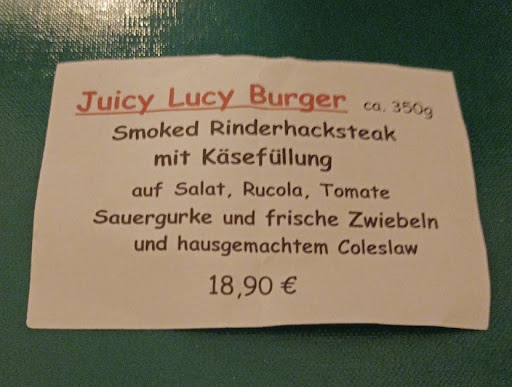 Juicy Lucy Burger ca. 350g
Smoked Rinderhacksteak
mit Käsefüllung
auf Salat, Rucola, Tomate
Sauergurke und frische Zwiebeln
und hausgemachtem Coleslaw
18,90 €